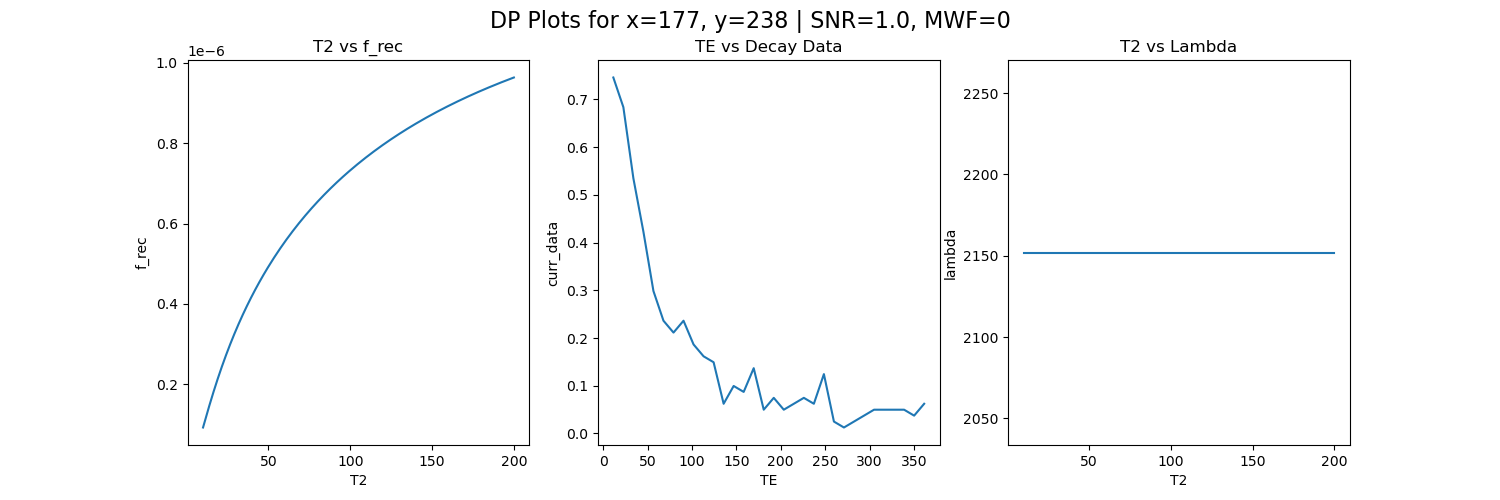 DP Plots for x=177, y=238 | SNR=1.0, MWF=0
T2 vs f_rec
1e−6
1.0
0.8
0.6
0.4
0.2
f_rec
50 100 150 200
T2
TE vs Decay Data
0.7
0.6
0.5
0.4
0.3
0.2
0.1
0.0
curr_data
0 50 100 150 200 250 300 350
TE
T2 vs Lambda
2250
2200
2150
2100
2050
lambda
50 100 150 200
T2